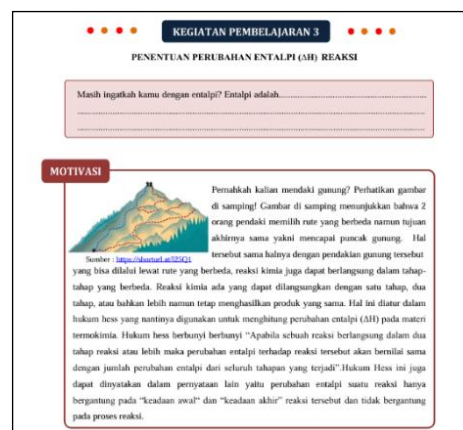 KEGIATAN PEMBELAJARAN 3
PENENTUAN PERUBAHAN ENTALPI (ΔH) REAKSI
Masih ingatkah kamu dengan entalpi? Entalpi adalah............................................................
............................................................................................................................
............................................................................................................................
MOTIVASI
Pernahkah kalian mendaki gunung? Perhatikan gambar
di samping! Gambar di samping menunjukkan bahwa 2
orang pendaki memilih rute yang berbeda namun tujuan
akhirnya sama yakni mencapai puncak gunung. Hal
Sumber : https://shorturl.at/I25Q1
tersebut sama halnya dengan pendakian gunung tersebut
yang bisa dilalui lewat rute yang berbeda, reaksi kimia juga dapat berlangsung dalam tahap-
tahap yang berbeda. Reaksi kimia ada yang dapat dilangsungkan dengan satu tahap, dua
tahap, atau bahkan lebih namun tetap menghasilkan produk yang sama. Hal ini diatur dalam
hukum hess yang nantinya digunakan untuk menghitung perubahan entalpi (ΔH) pada materi
termokimia. Hukum hess berbunyi berbunyi "Apabila sebuah reaksi berlangsung dalam dua
tahap reaksi atau lebih maka perubahan entalpi terhadap reaksi tersebut akan bernilai sama
dengan jumlah perubahan entalpi dari seluruh tahapan yang terjadi".Hukum Hess ini juga
dapat dinyatakan dalam pernyataan lain yaitu perubahan entalpi suatu reaksi hanya
bergantung pada "keadaan awal" dan "keadaan akhir" reaksi tersebut dan tidak bergantung
pada proses reaksi.